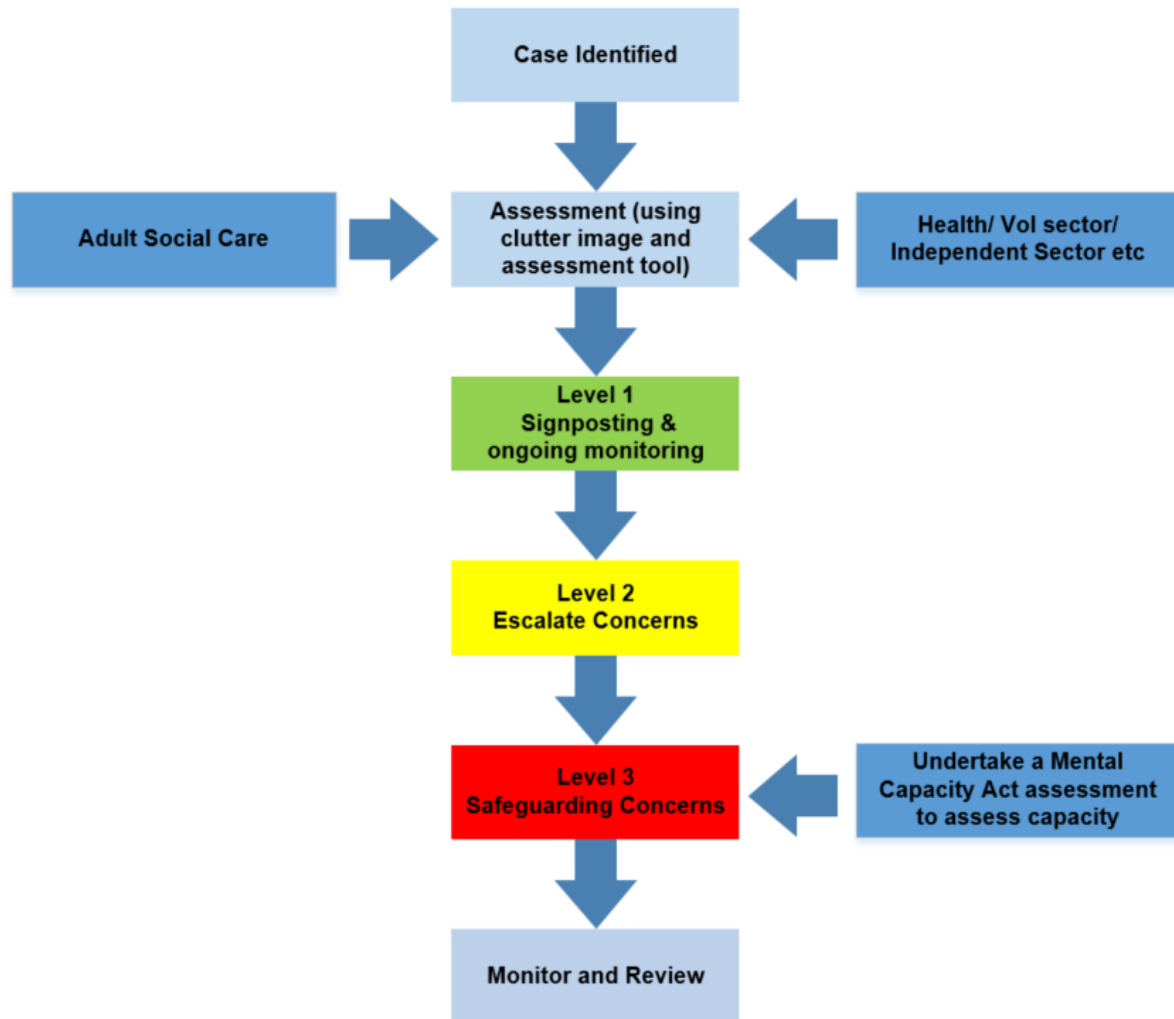 Case Identified
Adult Social Care
Assessment (using
clutter image and
assessment tool)
Health/ Vol sector/
Independent Sector etc
Level 1
Signposting &
ongoing monitoring
Level 2
Escalate Concerns
Level 3
Safeguarding Concerns
Undertake a Mental
Capacity Act assessment
to assess capacity
Monitor and Review